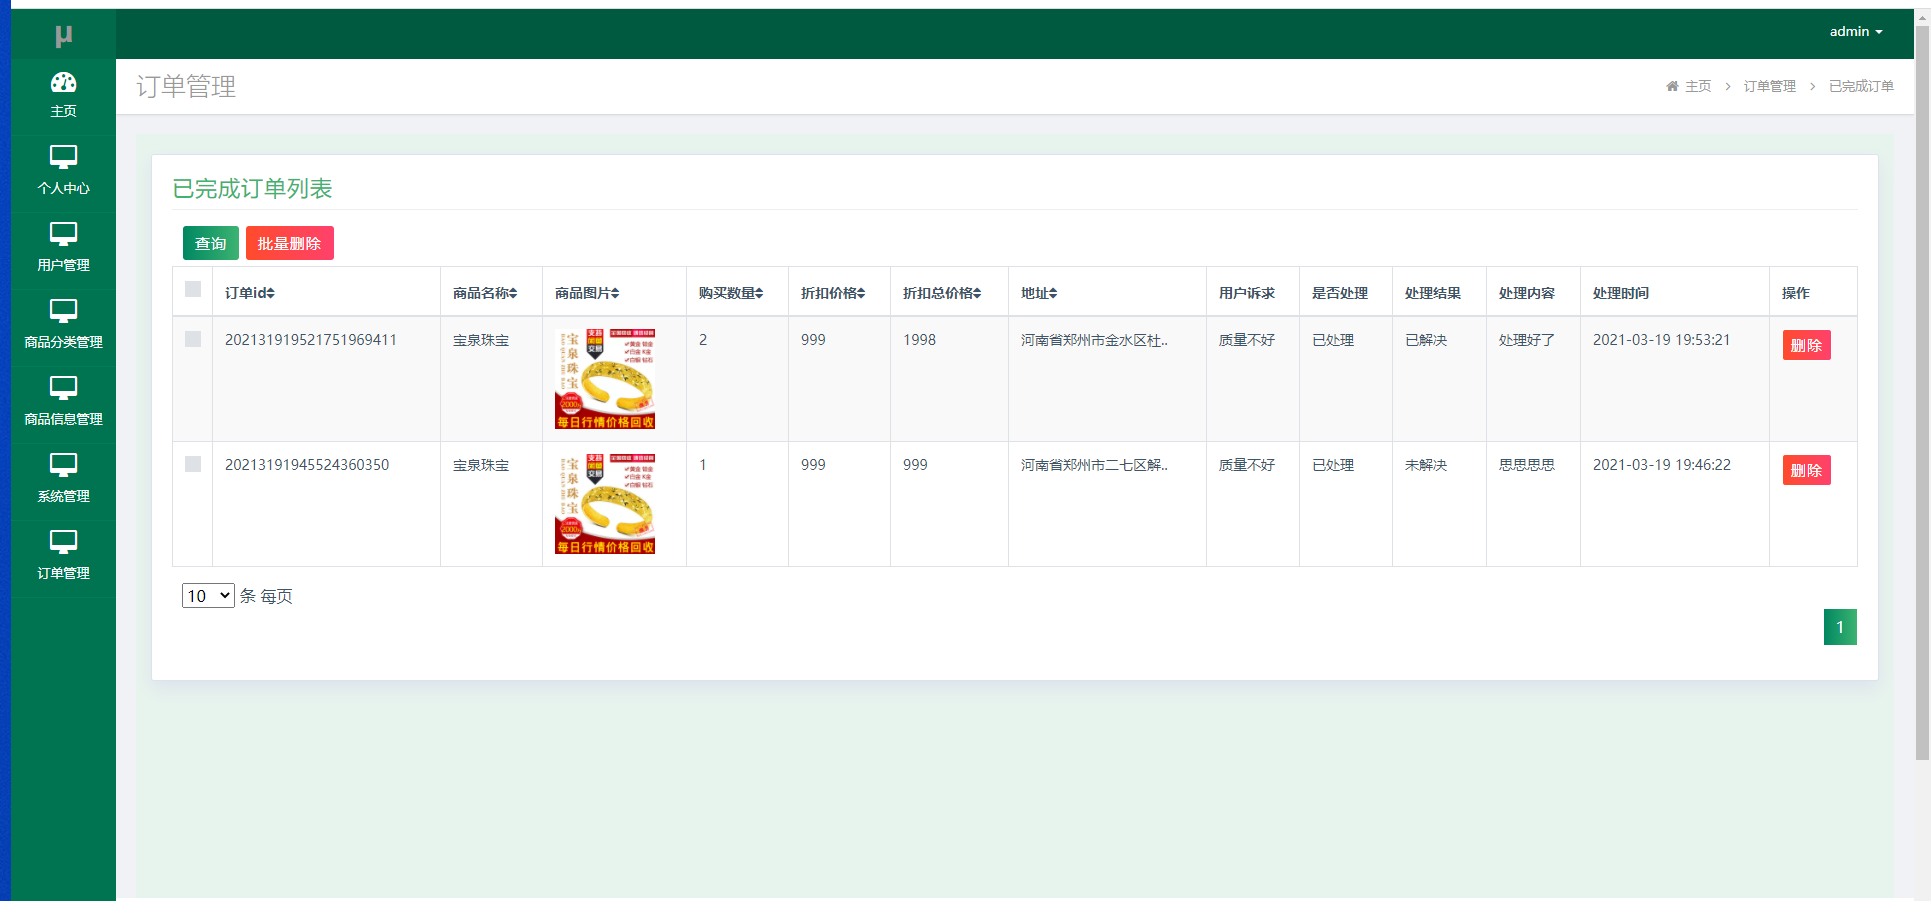 μ
admin
主页
个人中心
用户管理
商品分类管理
商品信息管理
系统管理
订单管理
订单管理
主页 > 订单管理 > 已完成订单
已完成订单列表
查询 批量删除
订单id 商品名称 商品图片 购买数量 折扣价格 折扣总价格 地址 用户诉求 是否处理 处理结果 处理内容 处理时间 操作
202131919521751969411 宝泉珠宝 2 999 1998 河南省郑州市金水区杜.. 质量不好 已处理 已解决 处理好了 2021-03-19 19:53:21 删除
宝泉珠宝
每日行情价格回收
20213191945524360350 宝泉珠宝 1 999 999 河南省郑州市二七区解.. 质量不好 已处理 未解决 思思思思 2021-03-19 19:46:22 删除
宝泉珠宝
每日行情价格回收
10 条 每页
1